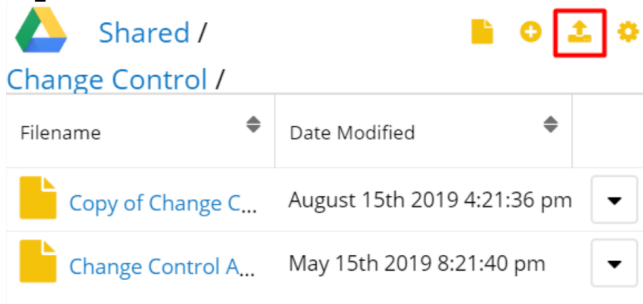 Shared /
Change Control /
Filename Date Modified
Copy of Change C... August 15th 2019 4:21:36 pm
Change Control A... May 15th 2019 8:21:40 pm